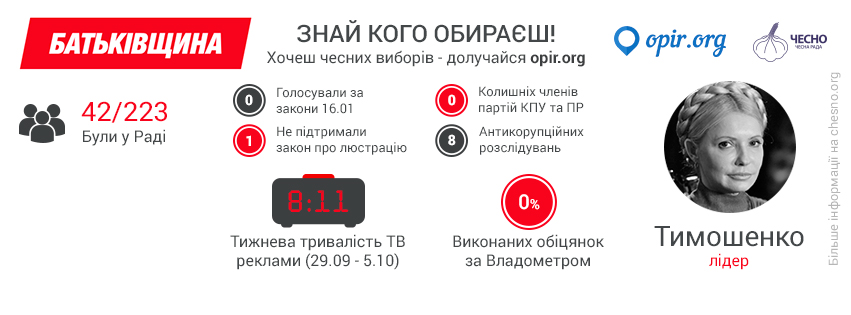 БАТЬКІВЩИНА
ЗНАЙ КОГО ОБИРАЄШ!
Хочеш чесних виборів - долучайся opir.org
opir.org
ЧЕСНО
ЧЕСНА РАДА
42/223
Були у Раді
0
Голосували за
закони 16.01
0
Колишніх членів
партій КПУ та ПР
1
Не підтримали
закон про люстрацію
8
Антикорупційних
розслідувань
8:11
Тижнева тривалість ТВ
реклами (29.09 - 5.10)
0%
Виконаних обіцянок
за Владометром
Тимошенко
лідер
Більше інформації на chesno.org